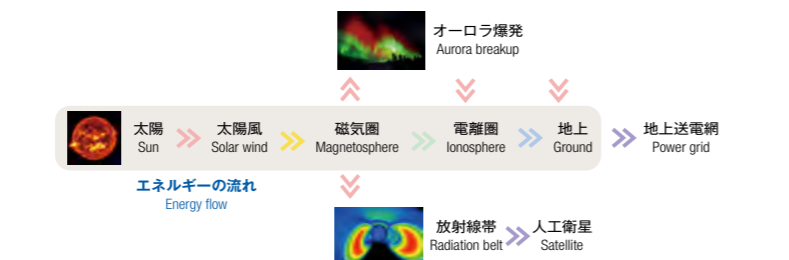 オーロラ爆発
Aurora breakup
太陽
Sun
太陽風
Solar wind
磁気圏
Magnetosphere
電離圏
Ionosphere
地上
Ground
地上送電網
Power grid
エネルギーの流れ
Energy flow
放射線帯
Radiation belt
人工衛星
Satellite